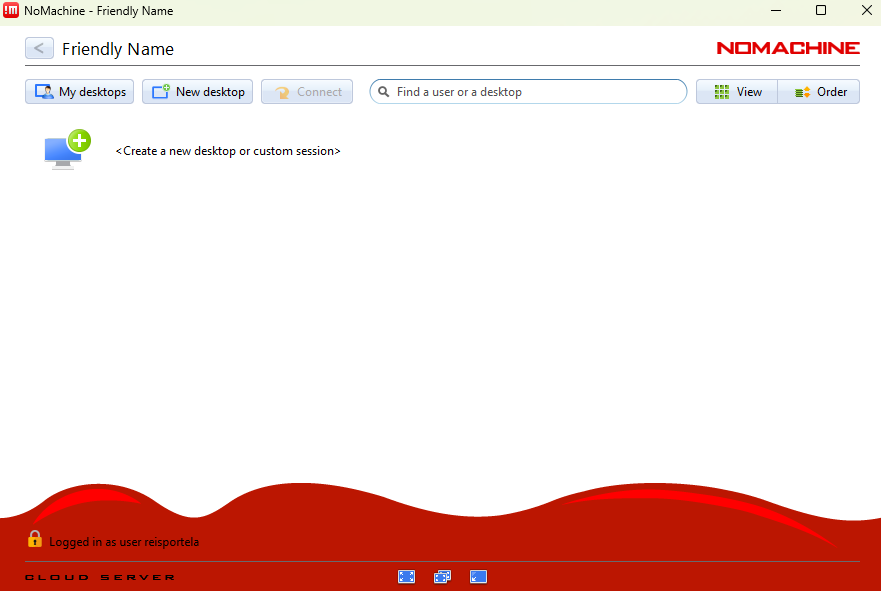 !m NoMachine - Friendly Name
< Friendly Name
NOMACHINE
My desktops
New desktop
Connect
Find a user or a desktop
View
Order
<Create a new desktop or custom session>
Logged in as user reisportela
CLOUD SERVER